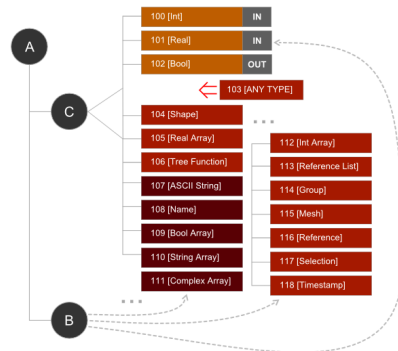 A
C
B
100 [Int] IN
101 [Real] IN
102 [Bool] OUT
103 [ANY TYPE]
104 [Shape]
105 [Real Array]
106 [Tree Function]
107 [ASCII String]
108 [Name]
109 [Bool Array]
110 [String Array]
111 [Complex Array]
112 [Int Array]
113 [Reference List]
114 [Group]
115 [Mesh]
116 [Reference]
117 [Selection]
118 [Timestamp]